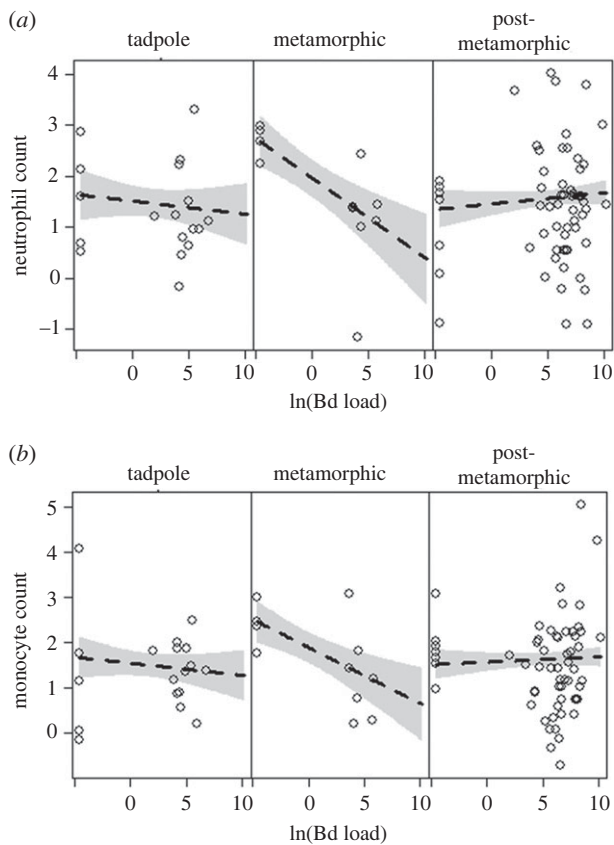 (a)
tadpole metamorphic post-
metamorphic
4
3
2
1
0
–1
neutrophil count
0 5 10 0 5 10 0 5 10
ln(Bd load)
(b)
tadpole metamorphic post-
metamorphic
5
4
3
2
1
0
monocyte count
0 5 10 0 5 10 0 5 10
ln(Bd load)